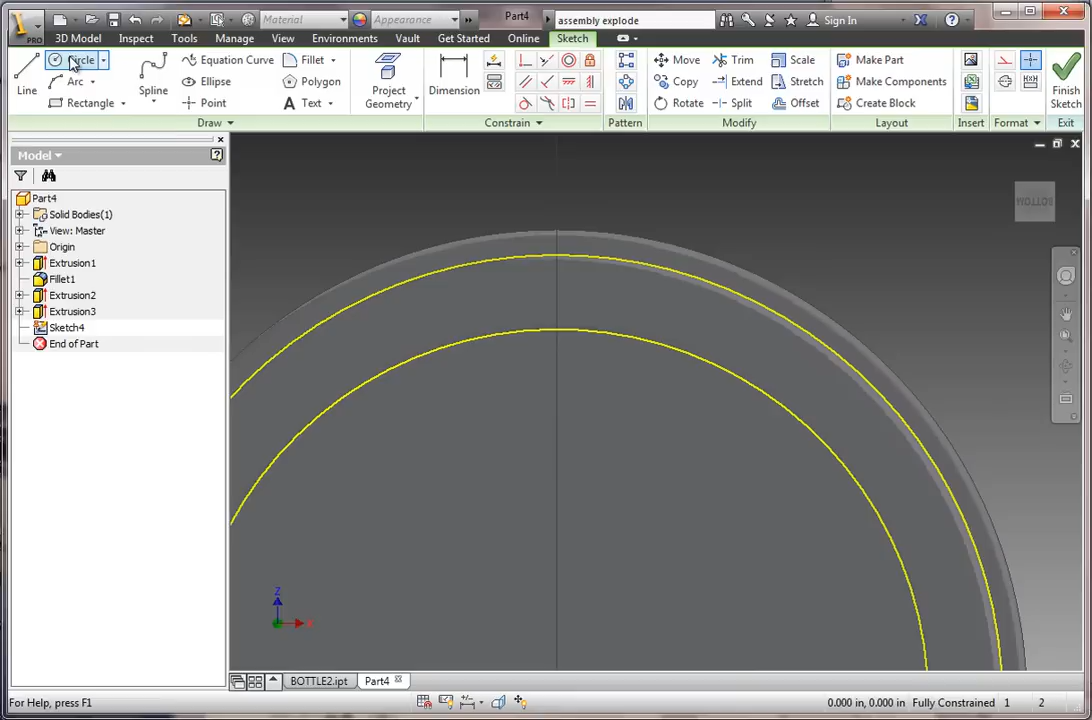 Material
Appearance
Part4
assembly explode
Sign In
PRO
3D Model
Inspect
Tools
Manage
View
Environments
Vault
Get Started
Online
Sketch
Line
Circle
Arc
Rectangle
Spline
Equation Curve
Ellipse
Point
Fillet
Polygon
Text
Project
Geometry
Dimension
Move
Copy
Rotate
Trim
Extend
Split
Scale
Stretch
Offset
Make Part
Make Components
Create Block
Finish
Sketch
Draw
Constrain
Pattern
Modify
Layout
Insert
Format
Exit
Model
Part4
Solid Bodies(1)
View: Master
Origin
Extrusion1
Fillet1
Extrusion2
Extrusion3
Sketch4
End of Part
BOTTOM
Z
X
BOTTLE2.ipt
Part4
For Help, press F1
0.000 in, 0.000 in
Fully Constrained
1
2